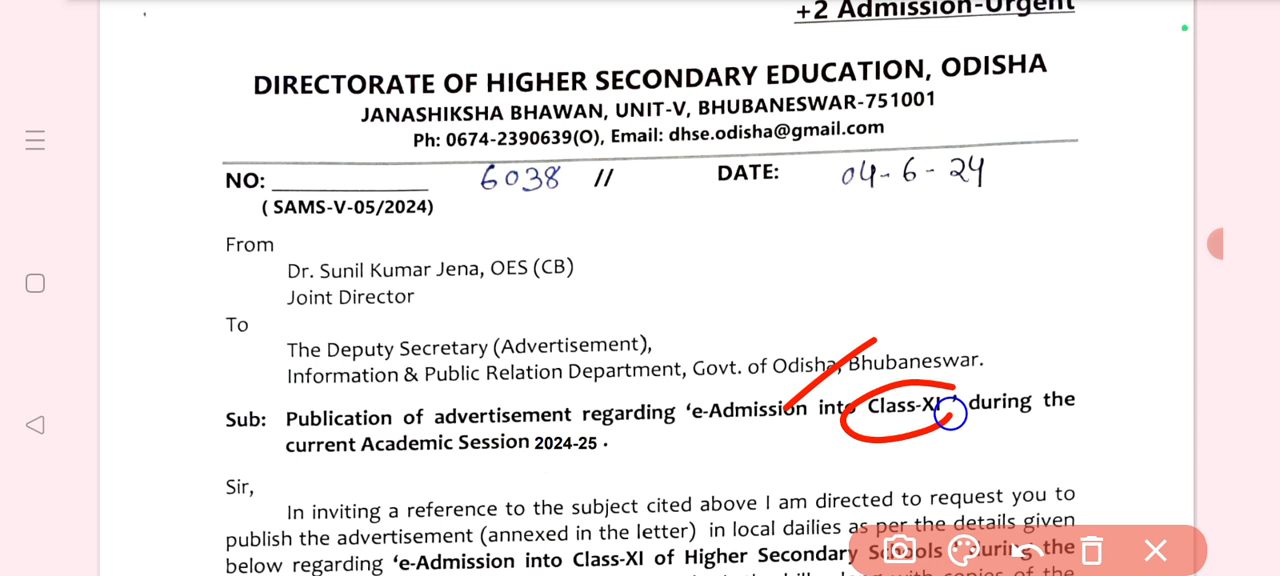 +2 Admission-Urgent
DIRECTORATE OF HIGHER SECONDARY EDUCATION, ODISHA
JANASHIKSHA BHAWAN, UNIT-V, BHUBANESWAR-751001
Ph: 0674-2390639(O), Email: dhse.odisha@gmail.com
NO: 6038 // DATE: 04-6-24
( SAMS-V-05/2024)
From
Dr. Sunil Kumar Jena, OES (CB)
Joint Director
To
The Deputy Secretary (Advertisement),
Information & Public Relation Department, Govt. of Odisha, Bhubaneswar.
Sub: Publication of advertisement regarding ‘e-Admission into Class-XI ’ during the
current Academic Session 2024-25 .
Sir,
In inviting a reference to the subject cited above I am directed to request you to
publish the advertisement (annexed in the letter) in local dailies as per the details given
below regarding ‘e-Admission into Class-XI of Higher Secondary Schools ’ during the
copies of the